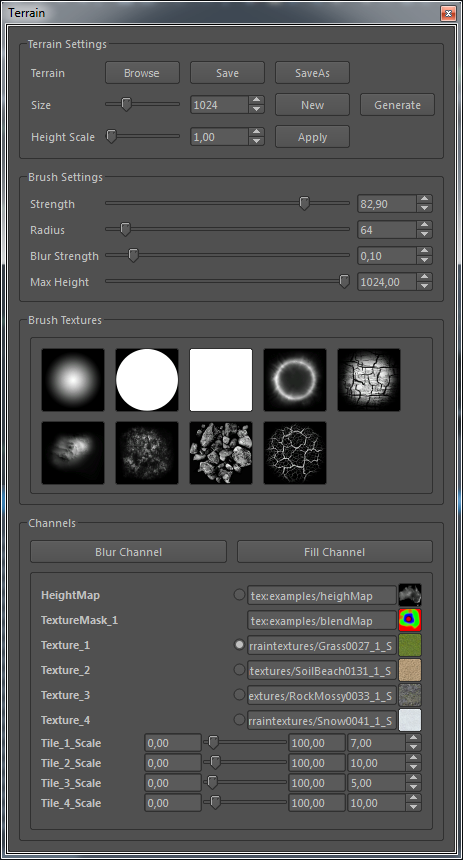 Terrain
Terrain Settings
Terrain Browse Save SaveAs
Size 1024 New Generate
Height Scale 1,00 Apply
Brush Settings
Strength 82,90
Radius 64
Blur Strength 0,10
Max Height 1024,00
Brush Textures
Channels
Blur Channel Fill Channel
HeightMap tex:examples/heighMap
TextureMask_1 tex:examples/blendMap
Texture_1 rraintextures/Grass0027_1_S
Texture_2 textures/SoilBeach0131_1_S
Texture_3 extures/RockMossy0033_1_S
Texture_4 rraintextures/Snow0041_1_S
Tile_1_Scale 0,00 100,00 7,00
Tile_2_Scale 0,00 100,00 10,00
Tile_3_Scale 0,00 100,00 5,00
Tile_4_Scale 0,00 100,00 10,00